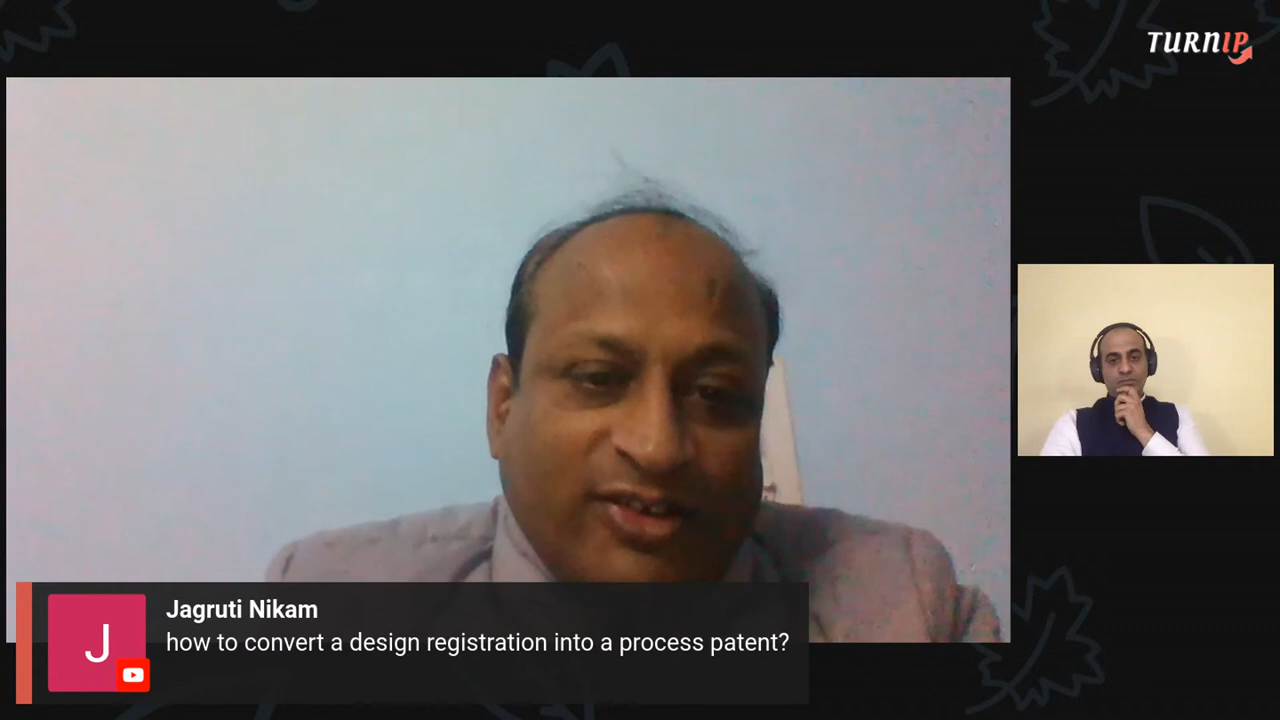 TURNIP
Jagruti Nikam
J
how to convert a design registration into a process patent?